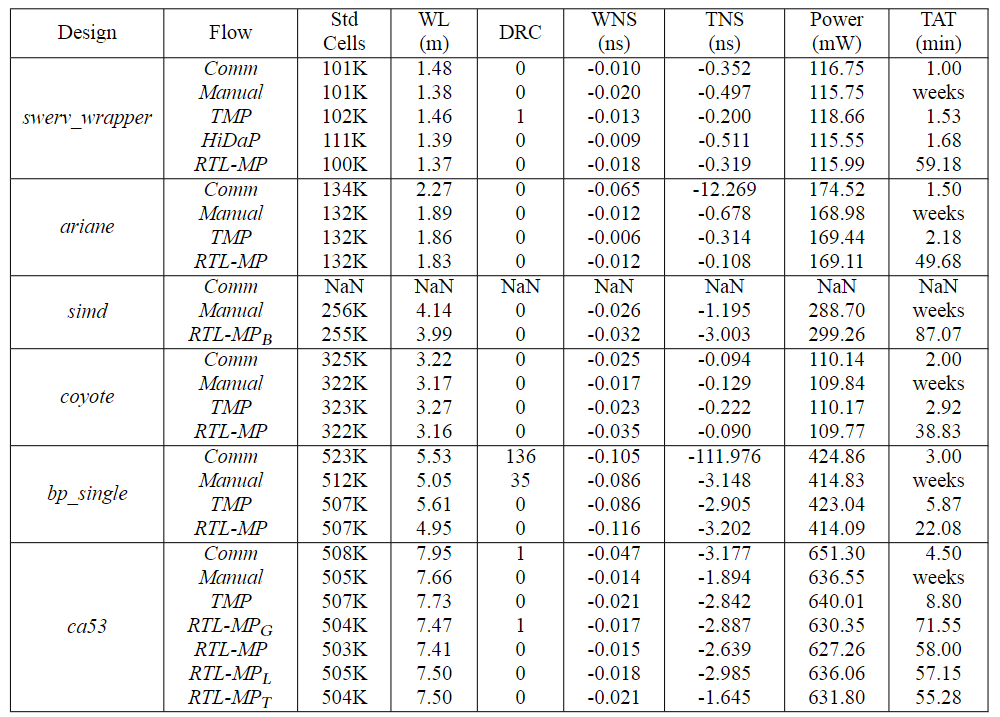 Design Flow Std Cells WL (m) DRC WNS (ns) TNS (ns) Power (mW) TAT (min)
swerv_wrapper
Comm 101K 1.48 0 -0.010 -0.352 116.75 1.00
Manual 101K 1.38 0 -0.020 -0.497 115.75 weeks
TMP 102K 1.46 1 -0.013 -0.200 118.66 1.53
HiDaP 111K 1.39 0 -0.009 -0.511 115.55 1.68
RTL-MP 100K 1.37 0 -0.018 -0.319 115.99 59.18
ariane
Comm 134K 2.27 0 -0.065 -12.269 174.52 1.50
Manual 132K 1.89 0 -0.012 -0.678 168.98 weeks
TMP 132K 1.86 0 -0.006 -0.314 169.44 2.18
RTL-MP 132K 1.83 0 -0.012 -0.108 169.11 49.68
simd
Comm NaN NaN NaN NaN NaN NaN NaN
Manual 256K 4.14 0 -0.026 -1.195 288.70 weeks
RTL-MPB 255K 3.99 0 -0.032 -3.003 299.26 87.07
coyote
Comm 325K 3.22 0 -0.025 -0.094 110.14 2.00
Manual 322K 3.17 0 -0.017 -0.129 109.84 weeks
TMP 323K 3.27 0 -0.023 -0.222 110.17 2.92
RTL-MP 322K 3.16 0 -0.035 -0.090 109.77 38.83
bp_single
Comm 523K 5.53 136 -0.105 -111.976 424.86 3.00
Manual 512K 5.05 35 -0.086 -3.148 414.83 weeks
TMP 507K 5.61 0 -0.086 -2.905 423.04 5.87
RTL-MP 507K 4.95 0 -0.116 -3.202 414.09 22.08
ca53
Comm 508K 7.95 1 -0.047 -3.177 651.30 4.50
Manual 505K 7.66 0 -0.014 -1.894 636.55 weeks
TMP 507K 7.73 0 -0.021 -2.842 640.01 8.80
RTL-MPG 504K 7.47 1 -0.017 -2.887 630.35 71.55
RTL-MP 503K 7.41 0 -0.015 -2.639 627.26 58.00
RTL-MPL 505K 7.50 0 -0.018 -2.985 636.06 57.15
RTL-MPT 504K 7.50 0 -0.021 -1.645 631.80 55.28